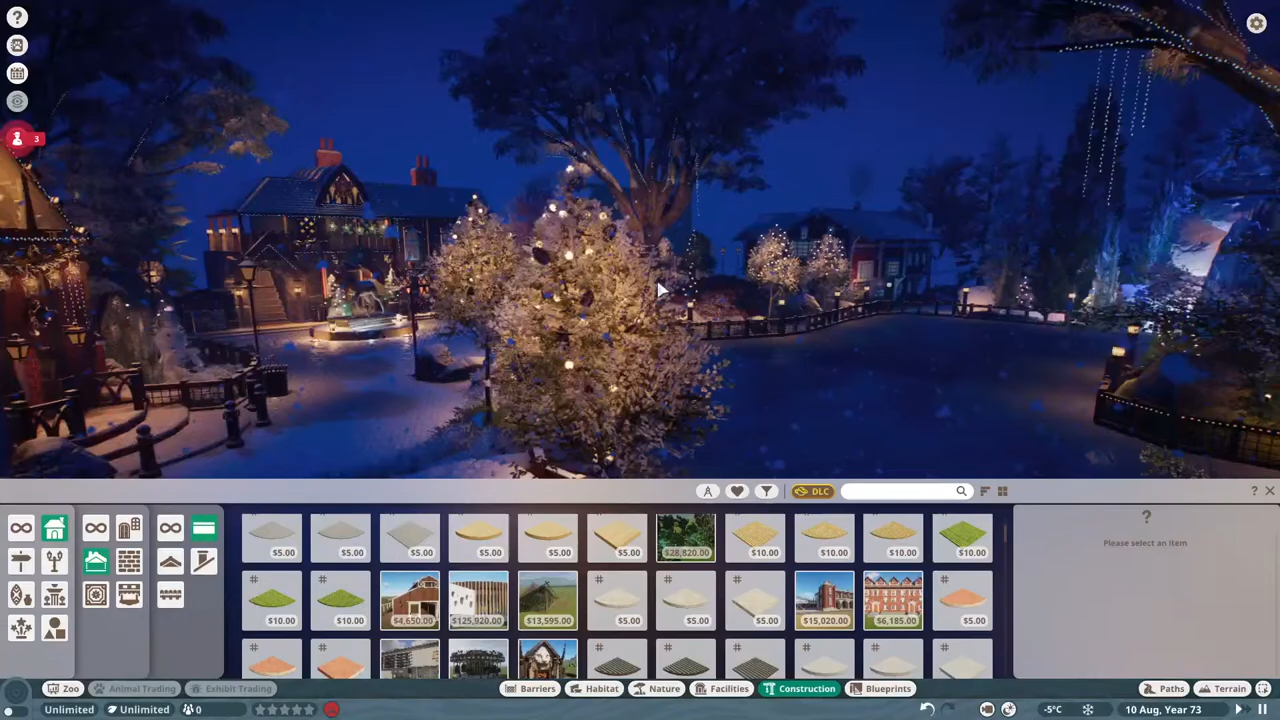 ?
3
DLC
?
$5.00 $5.00 $5.00 $5.00 $5.00 $5.00 $28,820.00 $10.00 $10.00 $10.00 $10.00
?
Please select an item
$10.00 $10.00 $4,650.00 $125,920.00 $13,595.00 $5.00 $5.00 $5.00 $15,020.00 $6,185.00 $5.00
Zoo Animal Trading Exhibit Trading Barriers Habitat Nature Facilities Construction Blueprints Paths Terrain
Unlimited Unlimited 0 -5°C 10 Aug, Year 73